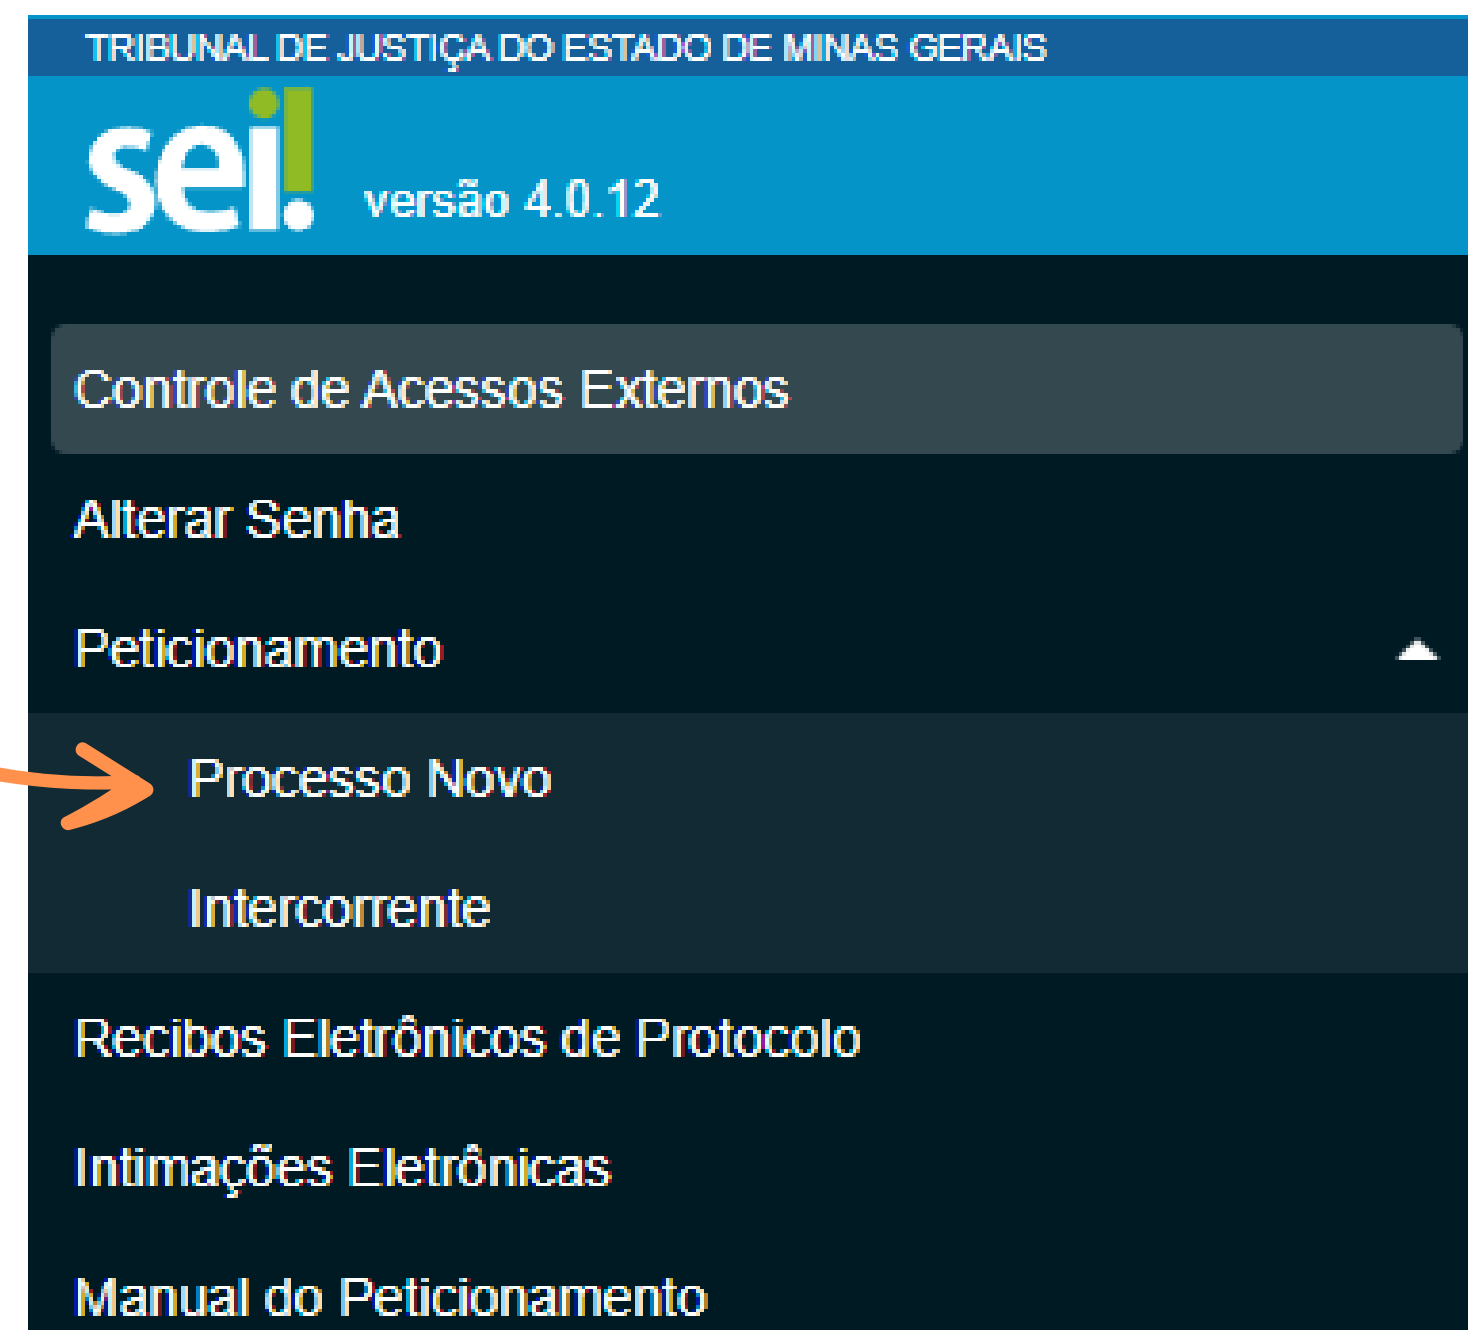 TRIBUNAL DE JUSTIÇA DO ESTADO DE MINAS GERAIS
sei! versão 4.0.12
Controle de Acessos Externos
Alterar Senha
Peticionamento
Processo Novo
Intercorrente
Recibos Eletrônicos de Protocolo
Intimações Eletrônicas
Manual do Peticionamento